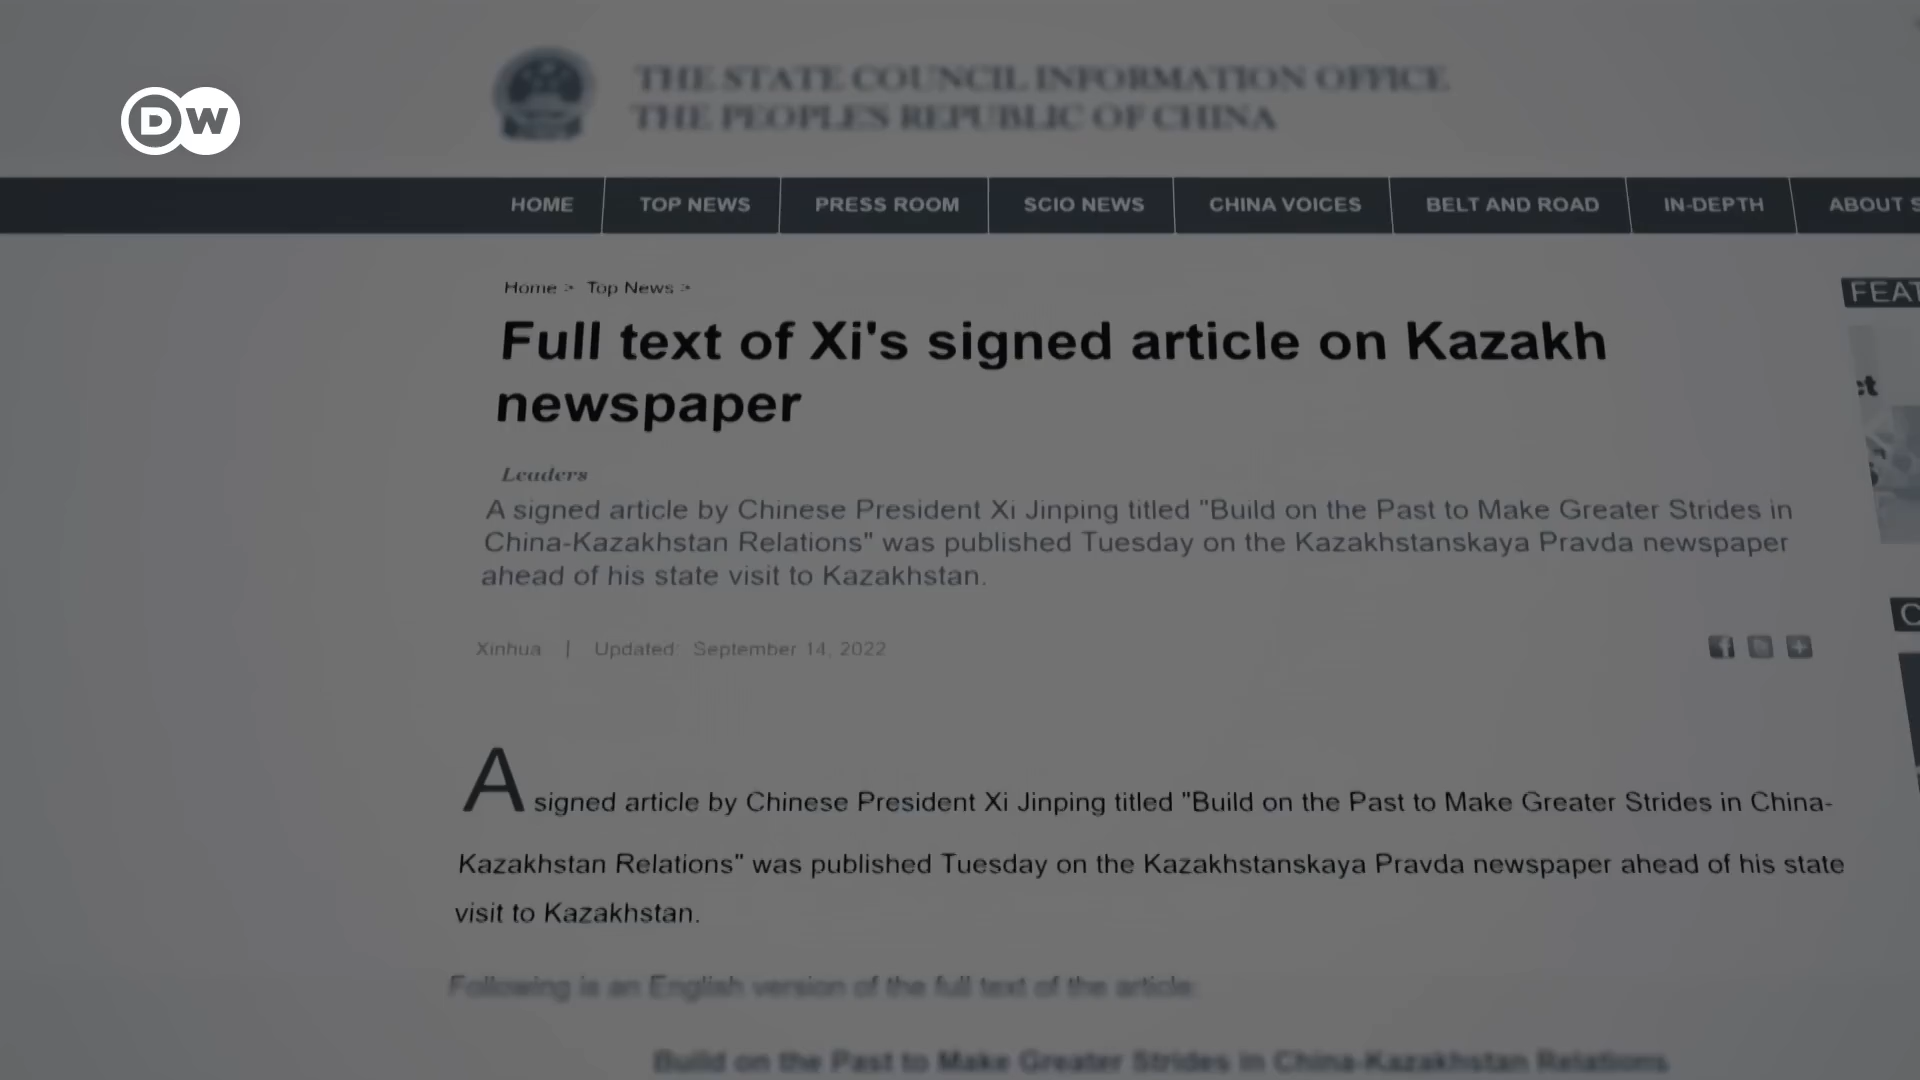 DW
THE STATE COUNCIL INFORMATION OFFICE
THE PEOPLE'S REPUBLIC OF CHINA
HOME TOP NEWS PRESS ROOM SCIO NEWS CHINA VOICES BELT AND ROAD IN-DEPTH ABOUT S
Home > Top News >
FEAT
Full text of Xi's signed article on Kazakh
newspaper
ct
Leaders
A signed article by Chinese President Xi Jinping titled "Build on the Past to Make Greater Strides in
China-Kazakhstan Relations" was published Tuesday on the Kazakhstanskaya Pravda newspaper
ahead of his state visit to Kazakhstan.
Xinhua | Updated: September 14, 2022
A signed article by Chinese President Xi Jinping titled "Build on the Past to Make Greater Strides in China-
Kazakhstan Relations" was published Tuesday on the Kazakhstanskaya Pravda newspaper ahead of his state
visit to Kazakhstan.
Following is an English version of the full text of the article:
Build on the Past to Make Greater Strides in China-Kazakhstan Relations